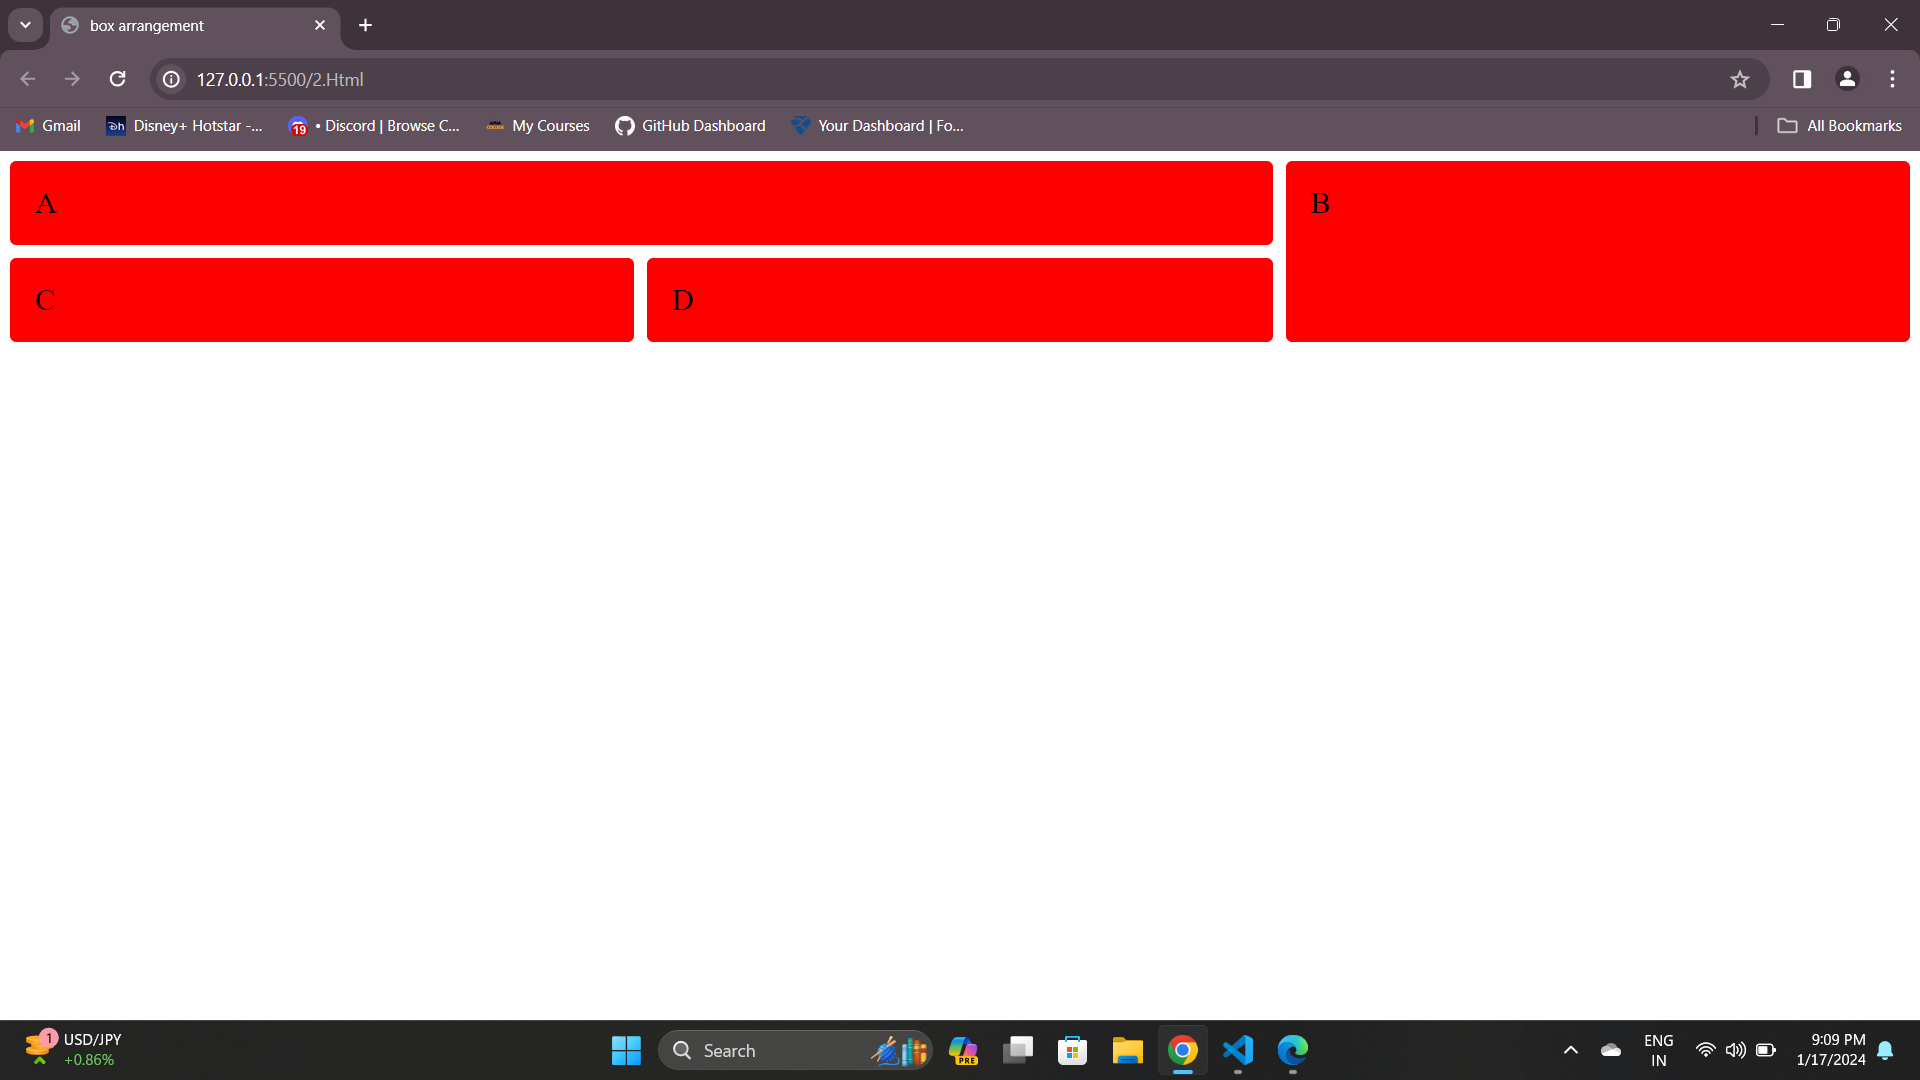 box arrangement
127.0.0.1:5500/2.Html
Gmail
Disney+ Hotstar -...
19
• Discord | Browse C...
My Courses
GitHub Dashboard
Your Dashboard | Fo...
All Bookmarks
A
B
C
D
1
USD/JPY
+0.86%
Search
PRE
ENG
IN
9:09 PM
1/17/2024